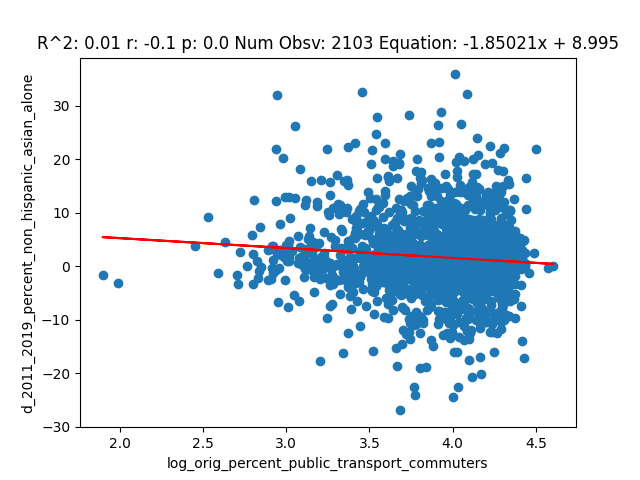 R^2: 0.01 r: -0.1 p: 0.0 Num Obsv: 2103 Equation: -1.85021x + 8.995
30
20
10
0
−10
−20
−30
d_2011_2019_percent_non_hispanic_asian_alone
2.0 2.5 3.0 3.5 4.0 4.5
log_orig_percent_public_transport_commuters